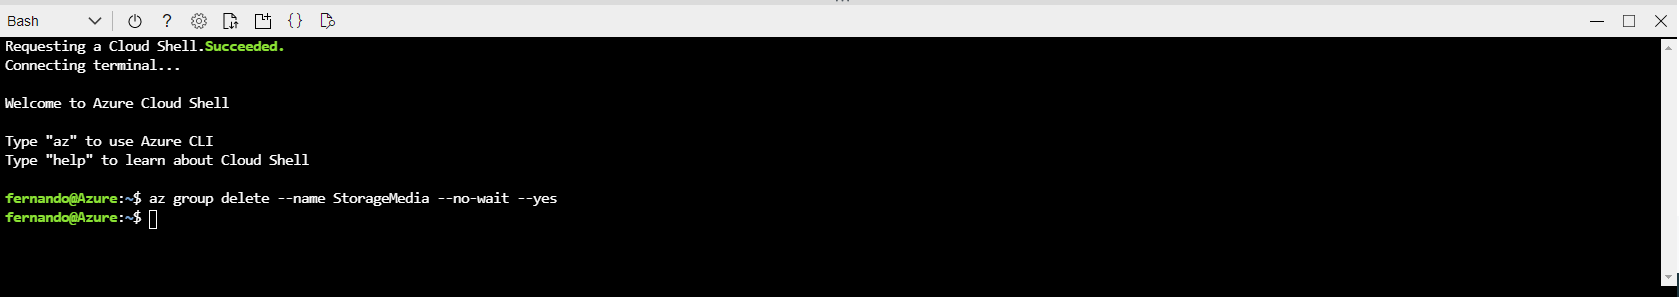 Bash
Requesting a Cloud Shell.Succeeded.
Connecting terminal...
Welcome to Azure Cloud Shell
Type "az" to use Azure CLI
Type "help" to learn about Cloud Shell
fernando@Azure:~$ az group delete --name StorageMedia --no-wait --yes
fernando@Azure:~$